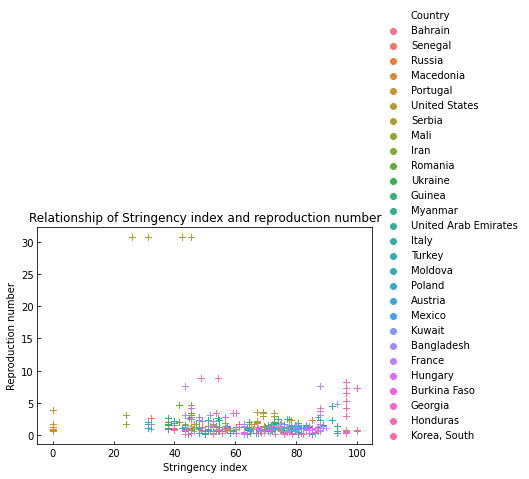 Country
Bahrain
Senegal
Russia
Macedonia
Portugal
United States
Serbia
Mali
Iran
Romania
Ukraine
Guinea
Myanmar
United Arab Emirates
Italy
Turkey
Moldova
Poland
Austria
Mexico
Kuwait
Bangladesh
France
Hungary
Burkina Faso
Georgia
Honduras
Korea, South
Relationship of Stringency index and reproduction number
Reproduction number
30
25
20
15
10
5
0
0
20
40
60
80
100
Stringency index